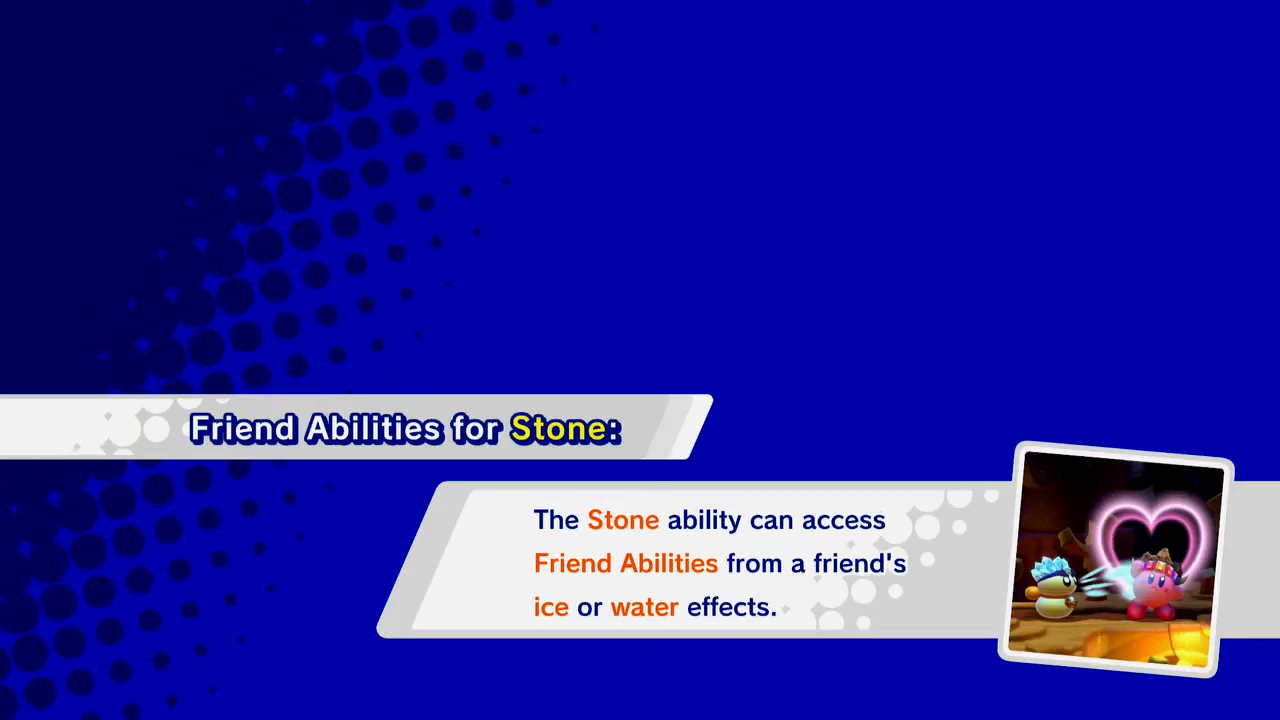 Friend Abilities for Stone:
The Stone ability can access
Friend Abilities from a friend's
ice or water effects.